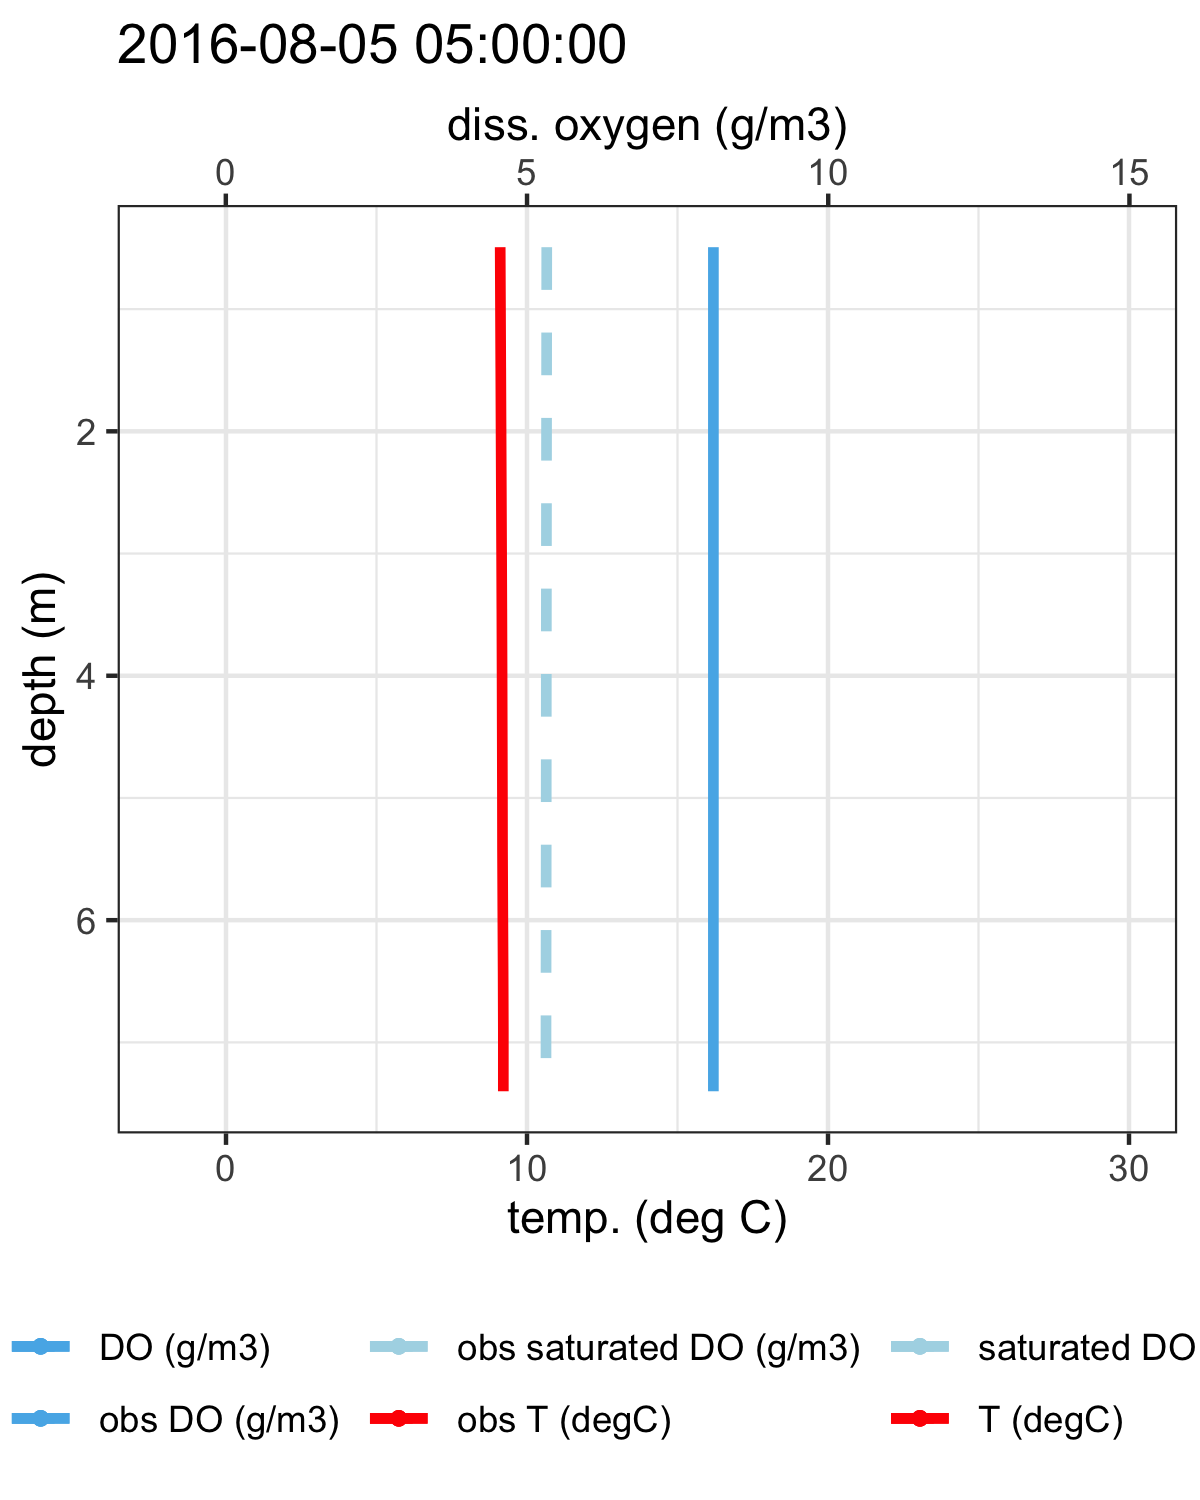 2016-08-05 05:00:00
diss. oxygen (g/m3)
0 5 10 15
2
4
6
depth (m)
0 10 20 30
temp. (deg C)
DO (g/m3) obs saturated DO (g/m3) saturated DO
obs DO (g/m3) obs T (degC) T (degC)